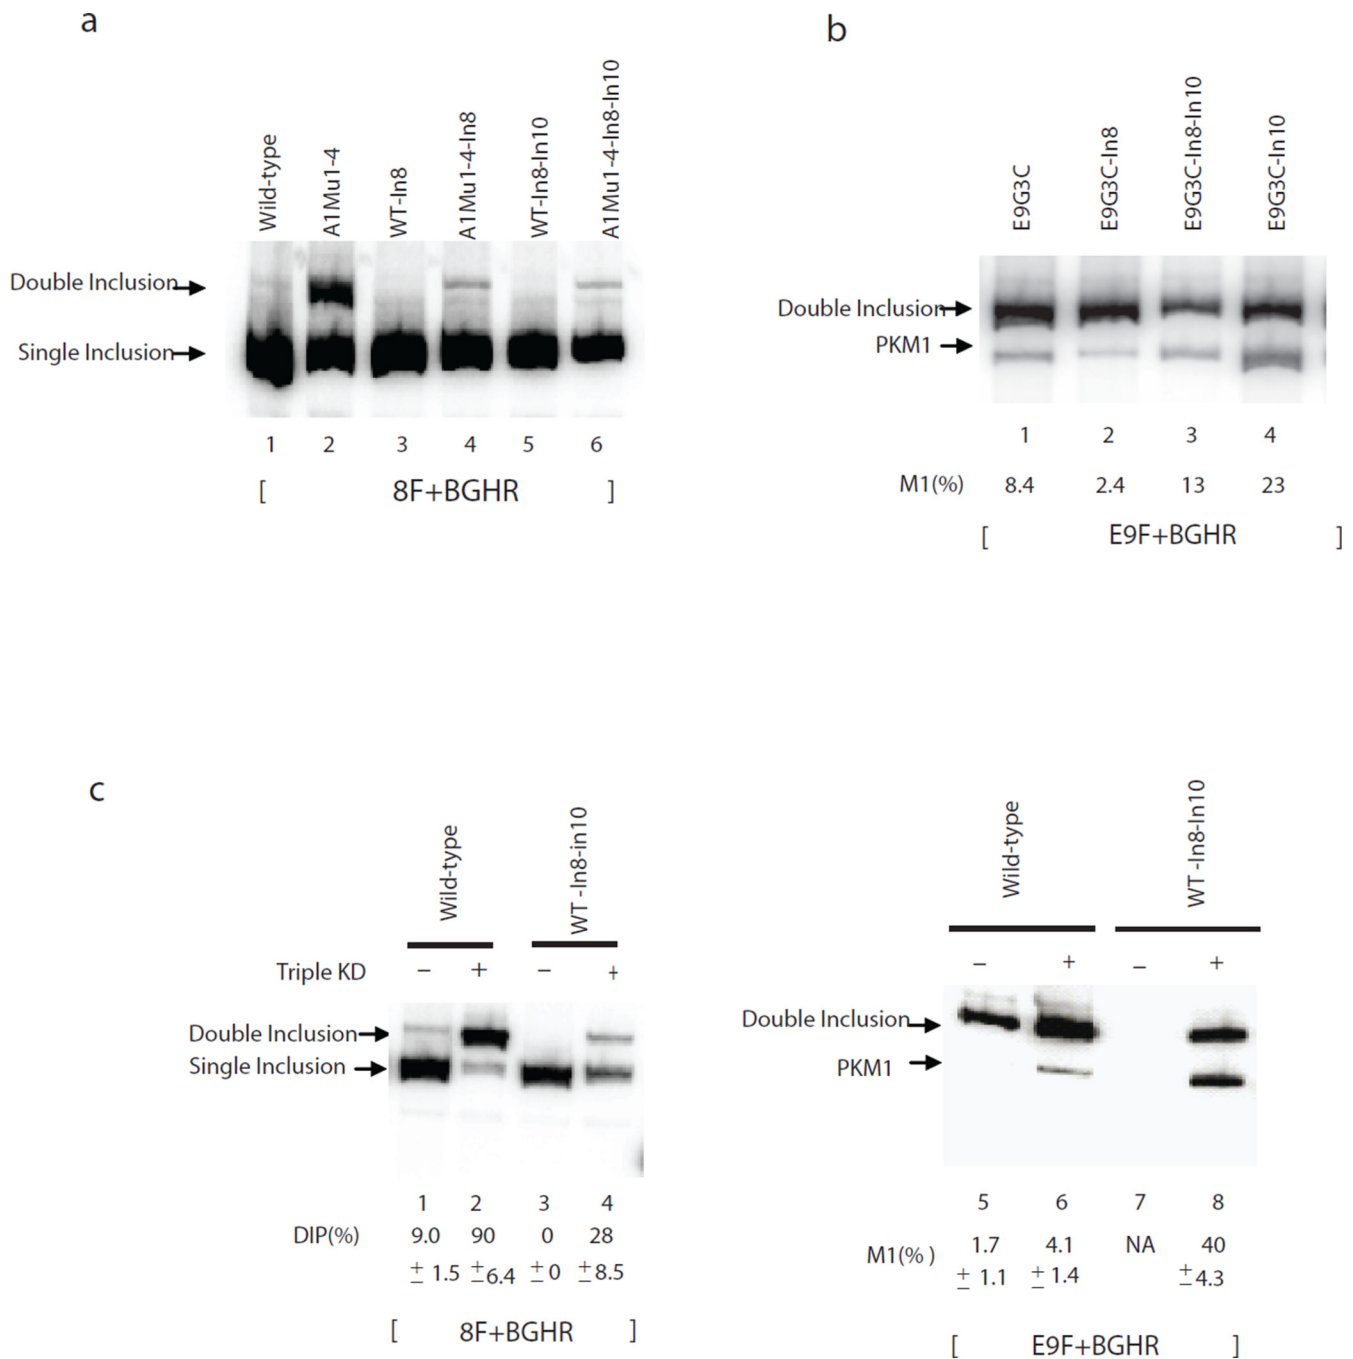 a
Wild-type
A1Mu1-4
WT-In8
A1Mu1-4-In8
WT-In8-In10
A1Mu1-4-In8-In10
Double Inclusion
Single Inclusion
1 2 3 4 5 6
[ 8F+BGHR ]
b
E9G3C
E9G3C-In8
E9G3C-In8-In10
E9G3C-In10
Double Inclusion
PKM1
1 2 3 4
M1(%) 8.4 2.4 13 23
[ E9F+BGHR ]
c
Wild-type
WT -In8-in10
Triple KD − + − +
Double Inclusion
Single Inclusion
1 2 3 4
DIP(%) 9.0 90 0 28
± 1.5 ±6.4 ±0 ±8.5
[ 8F+BGHR ]
Wild-type
WT -In8-In10
− + − +
Double Inclusion
PKM1
5 6 7 8
M1(%) 1.7 4.1 NA 40
± 1.1 ± 1.4 ±4.3
[ E9F+BGHR ]